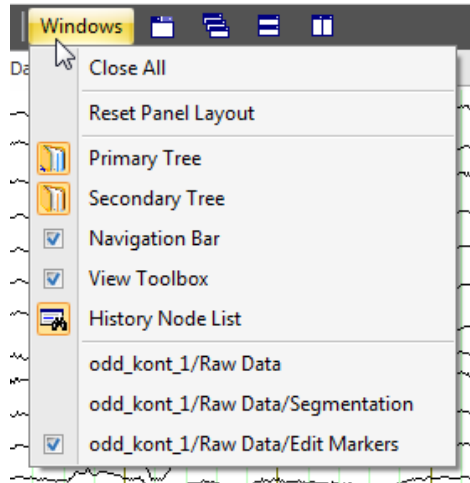 Windows
Da
Close All
Reset Panel Layout
Primary Tree
Secondary Tree
Navigation Bar
View Toolbox
History Node List
odd_kont_1/Raw Data
odd_kont_1/Raw Data/Segmentation
odd_kont_1/Raw Data/Edit Markers